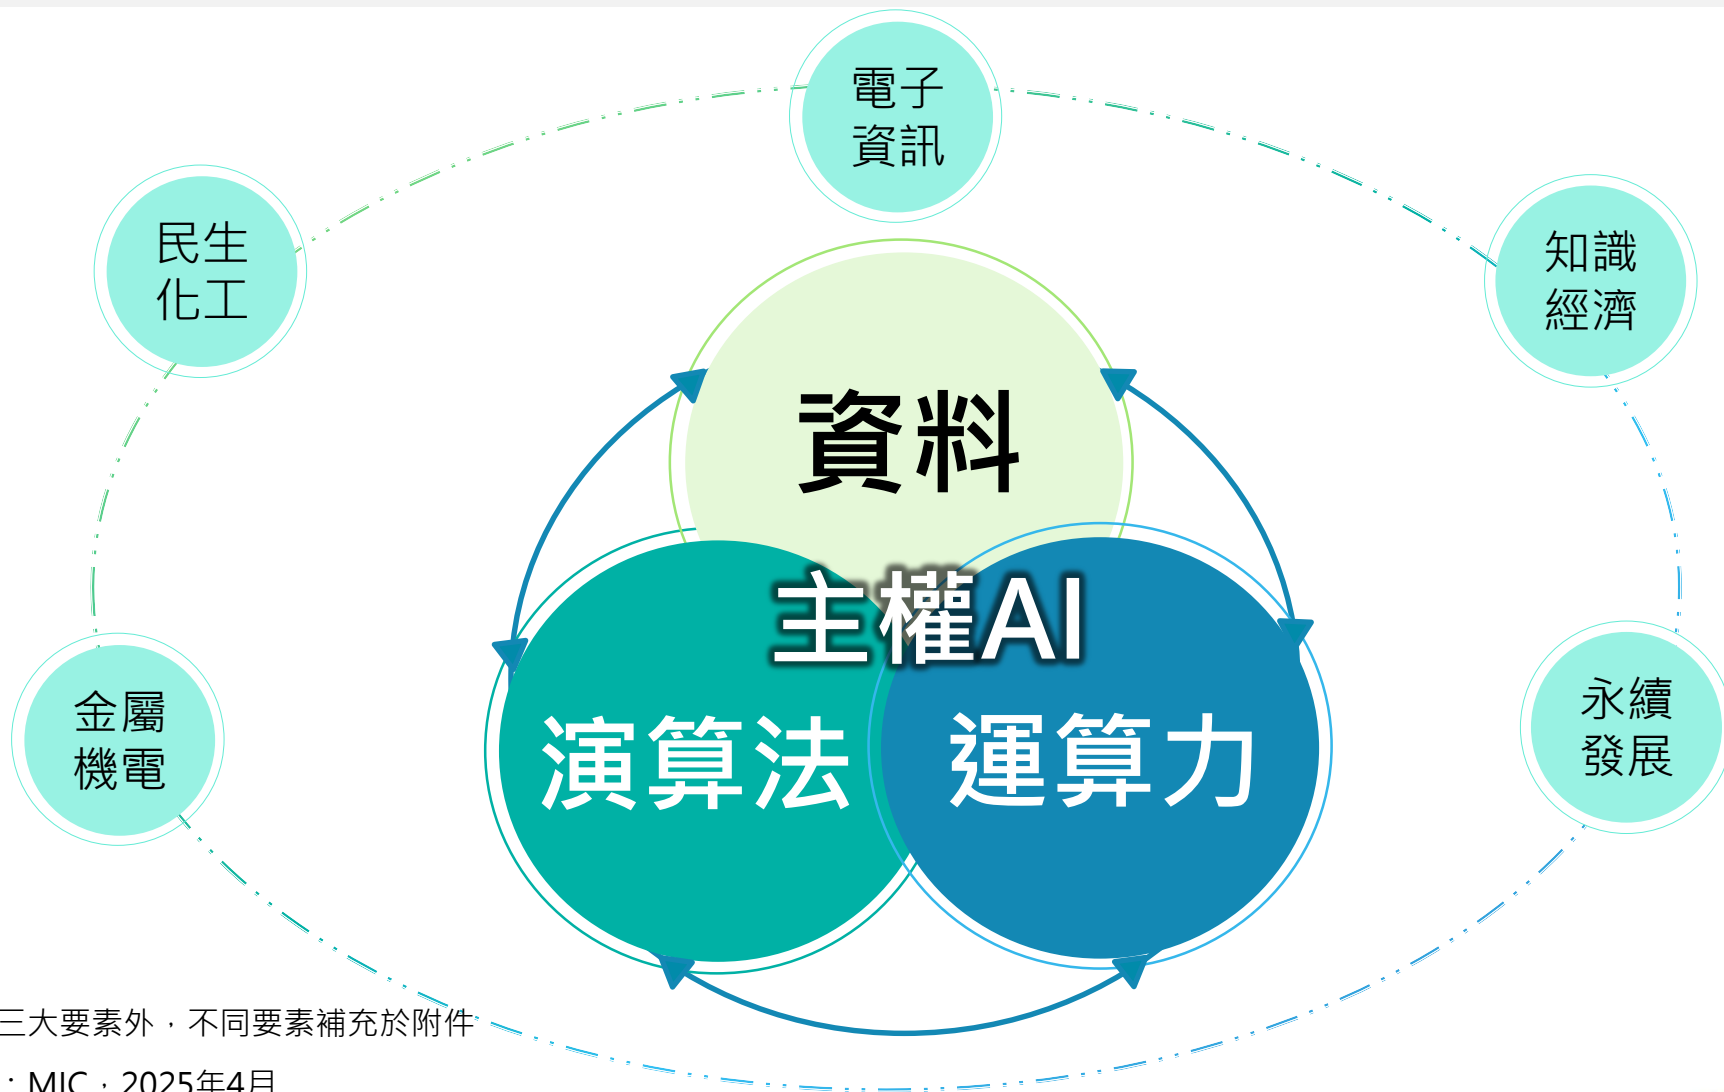 電子
資訊
民生
化工
知識
經濟
資料
主權AI
演算法
運算力
金屬
機電
永續
發展
三大要素外，不同要素補充於附件
：MIC，2025年4月